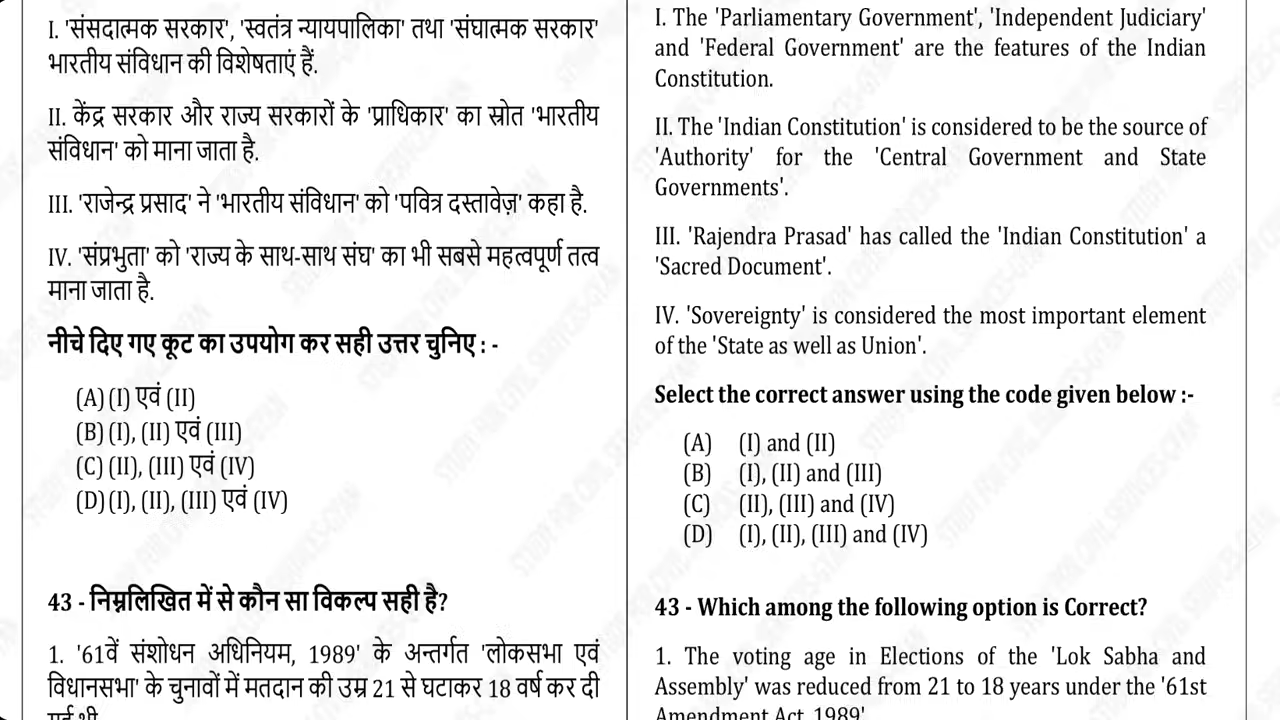 I. 'संसदात्मक सरकार', 'स्वतंत्र न्यायपालिका' तथा 'संघात्मक सरकार'
भारतीय संविधान की विशेषताएं हैं.
II. केंद्र सरकार और राज्य सरकारों के 'प्राधिकार' का स्रोत 'भारतीय
संविधान' को माना जाता है.
III. 'राजेन्द्र प्रसाद' ने 'भारतीय संविधान' को 'पवित्र दस्तावेज़' कहा है.
IV. 'संप्रभुता' को 'राज्य के साथ-साथ संघ' का भी सबसे महत्वपूर्ण तत्व
माना जाता है.
नीचे दिए गए कूट का उपयोग कर सही उत्तर चुनिए : -
(A) (I) एवं (II)
(B) (I), (II) एवं (III)
(C) (II), (III) एवं (IV)
(D) (I), (II), (III) एवं (IV)
43 - निम्नलिखित में से कौन सा विकल्प सही है?
1. '61वें संशोधन अधिनियम, 1989' के अन्तर्गत 'लोकसभा एवं
विधानसभा' के चुनावों में मतदान की उम्र 21 से घटाकर 18 वर्ष कर दी
गई थी
I. The 'Parliamentary Government', 'Independent Judiciary'
and 'Federal Government' are the features of the Indian
Constitution.
II. The 'Indian Constitution' is considered to be the source of
'Authority' for the 'Central Government and State
Governments'.
III. 'Rajendra Prasad' has called the 'Indian Constitution' a
'Sacred Document'.
IV. 'Sovereignty' is considered the most important element
of the 'State as well as Union'.
Select the correct answer using the code given below :-
(A) (I) and (II)
(B) (I), (II) and (III)
(C) (II), (III) and (IV)
(D) (I), (II), (III) and (IV)
43 - Which among the following option is Correct?
1. The voting age in Elections of the 'Lok Sabha and
Assembly' was reduced from 21 to 18 years under the '61st
Amendment Act, 1989'